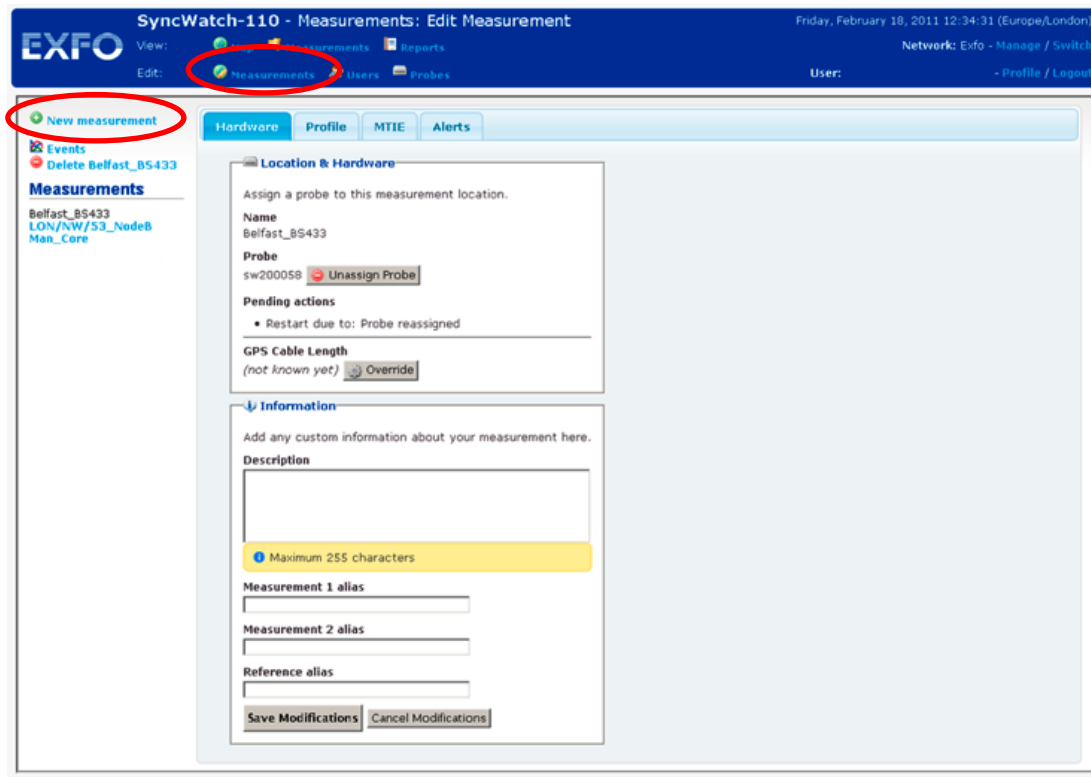 SyncWatch-110 - Measurements: Edit Measurement
Friday, February 18, 2011 12:34:31 (Europe/London)
EXFO
View: Map Measurements Reports
Network: Exfo - Manage / Switch
Edit: Measurements Users Probes
User: - Profile / Logout
New measurement
Events
Delete Belfast_BS433
Measurements
Belfast_BS433
LON/NW/53_NodeB
Man_Core
Hardware Profile MTIE Alerts
Location & Hardware
Assign a probe to this measurement location.
Name
Belfast_BS433
Probe
sw200058 Unassign Probe
Pending actions
• Restart due to: Probe reassigned
GPS Cable Length
(not known yet) Override
Information
Add any custom information about your measurement here.
Description
Maximum 255 characters
Measurement 1 alias
Measurement 2 alias
Reference alias
Save Modifications Cancel Modifications